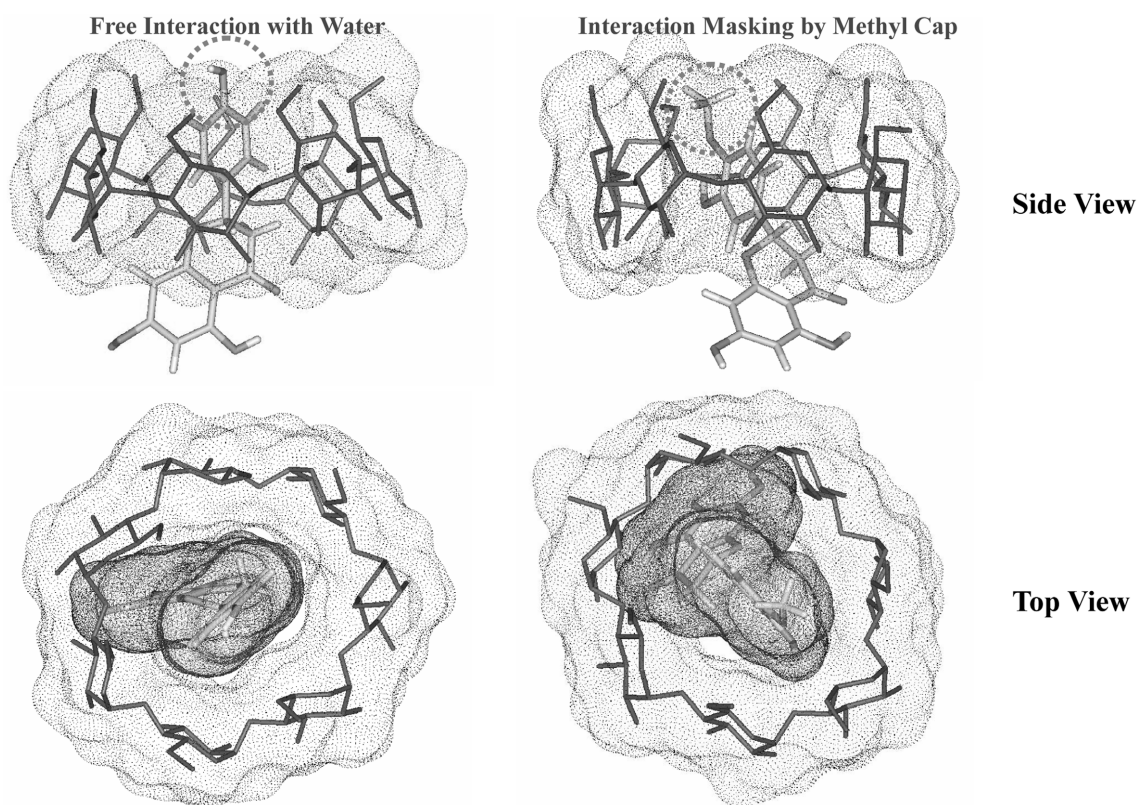 Free Interaction with Water
Interaction Masking by Methyl Cap
Side View
Top View